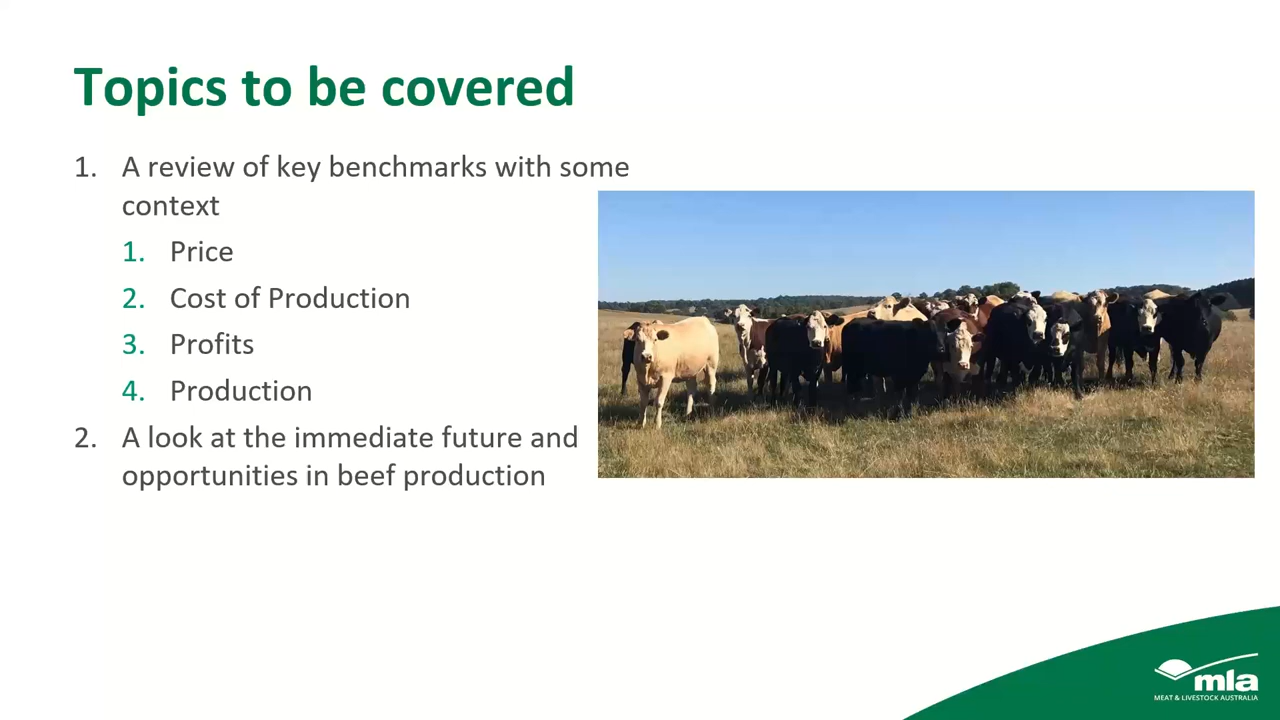 Topics to be covered
1. A review of key benchmarks with some
context
1. Price
2. Cost of Production
3. Profits
4. Production
2. A look at the immediate future and
opportunities in beef production
mla
MEAT & LIVESTOCK AUSTRALIA